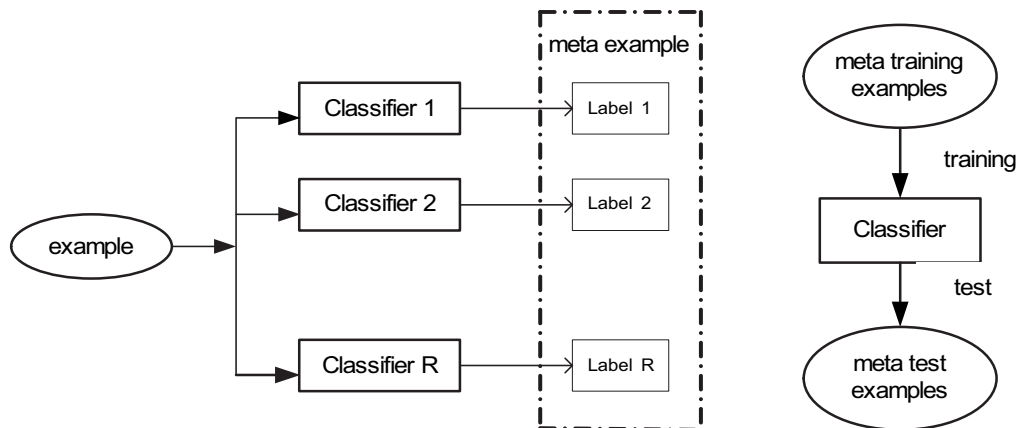 meta example
Classifier 1
Label 1
Classifier 2
Label 2
example
Classifier R
Label R
meta training
examples
training
Classifier
test
meta test
examples